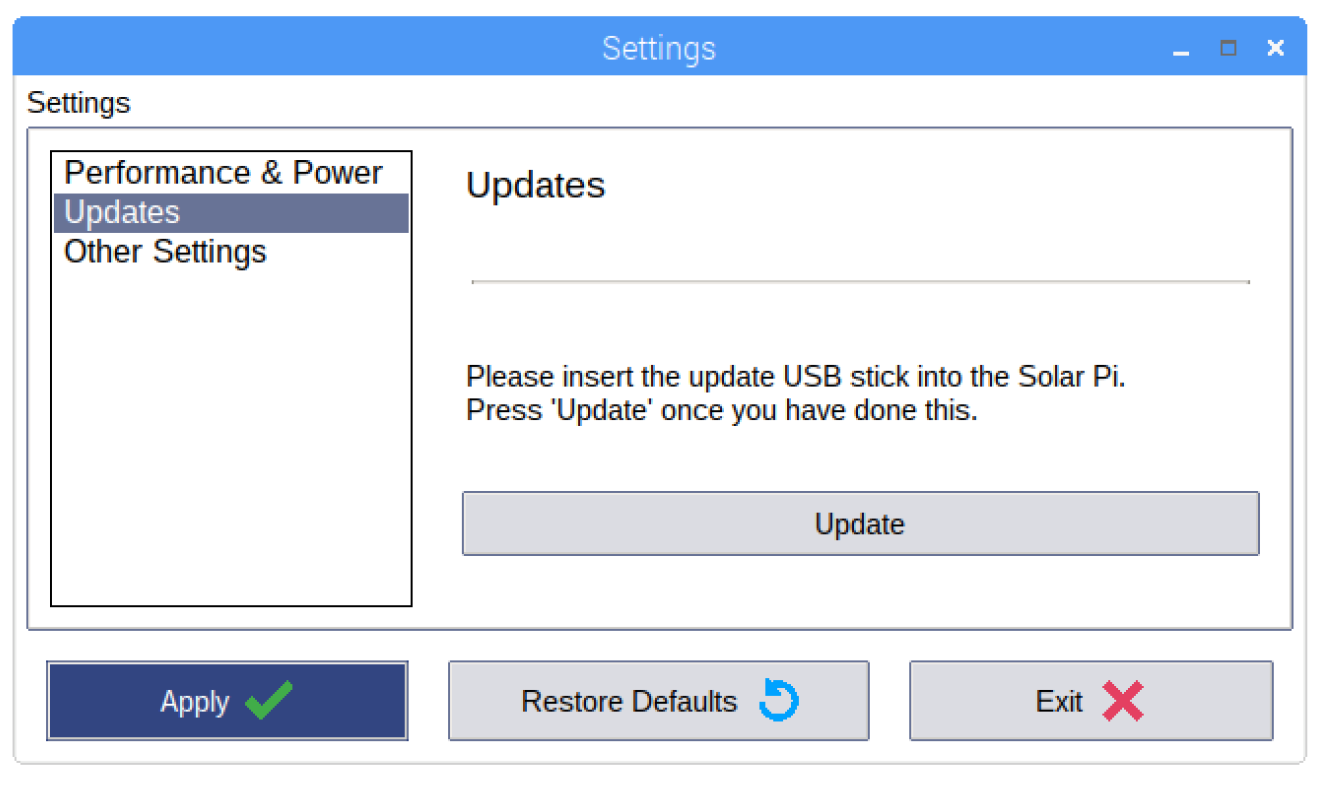 Settings
Settings
Performance & Power
Updates
Other Settings
Updates
Please insert the update USB stick into the Solar Pi.
Press 'Update' once you have done this.
Update
Apply
Restore Defaults
Exit